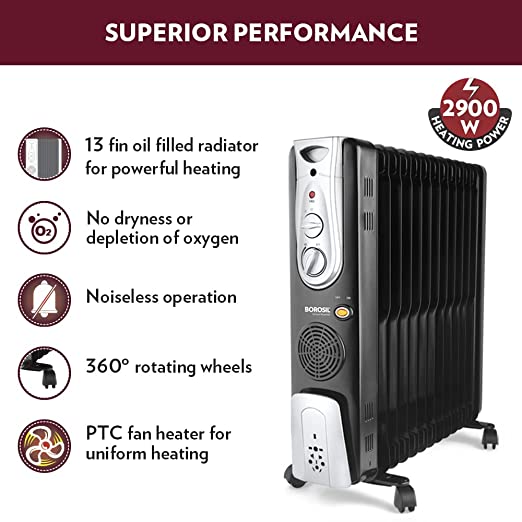 SUPERIOR PERFORMANCE
2900
W
HEATING POWER
13 fin oil filled radiator
for powerful heating
O2
No dryness or
depletion of oxygen
Noiseless operation
360° rotating wheels
PTC fan heater for
uniform heating
BOROSIL